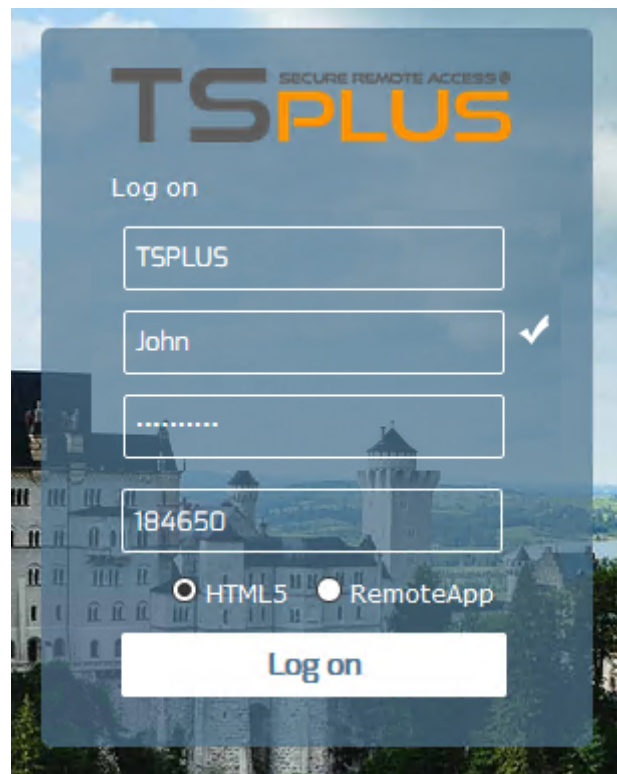 SECURE REMOTE ACCESS®
TSPLUS
Log on
TSPLUS
John
••••••••••
184650
HTML5 RemoteApp
Log on